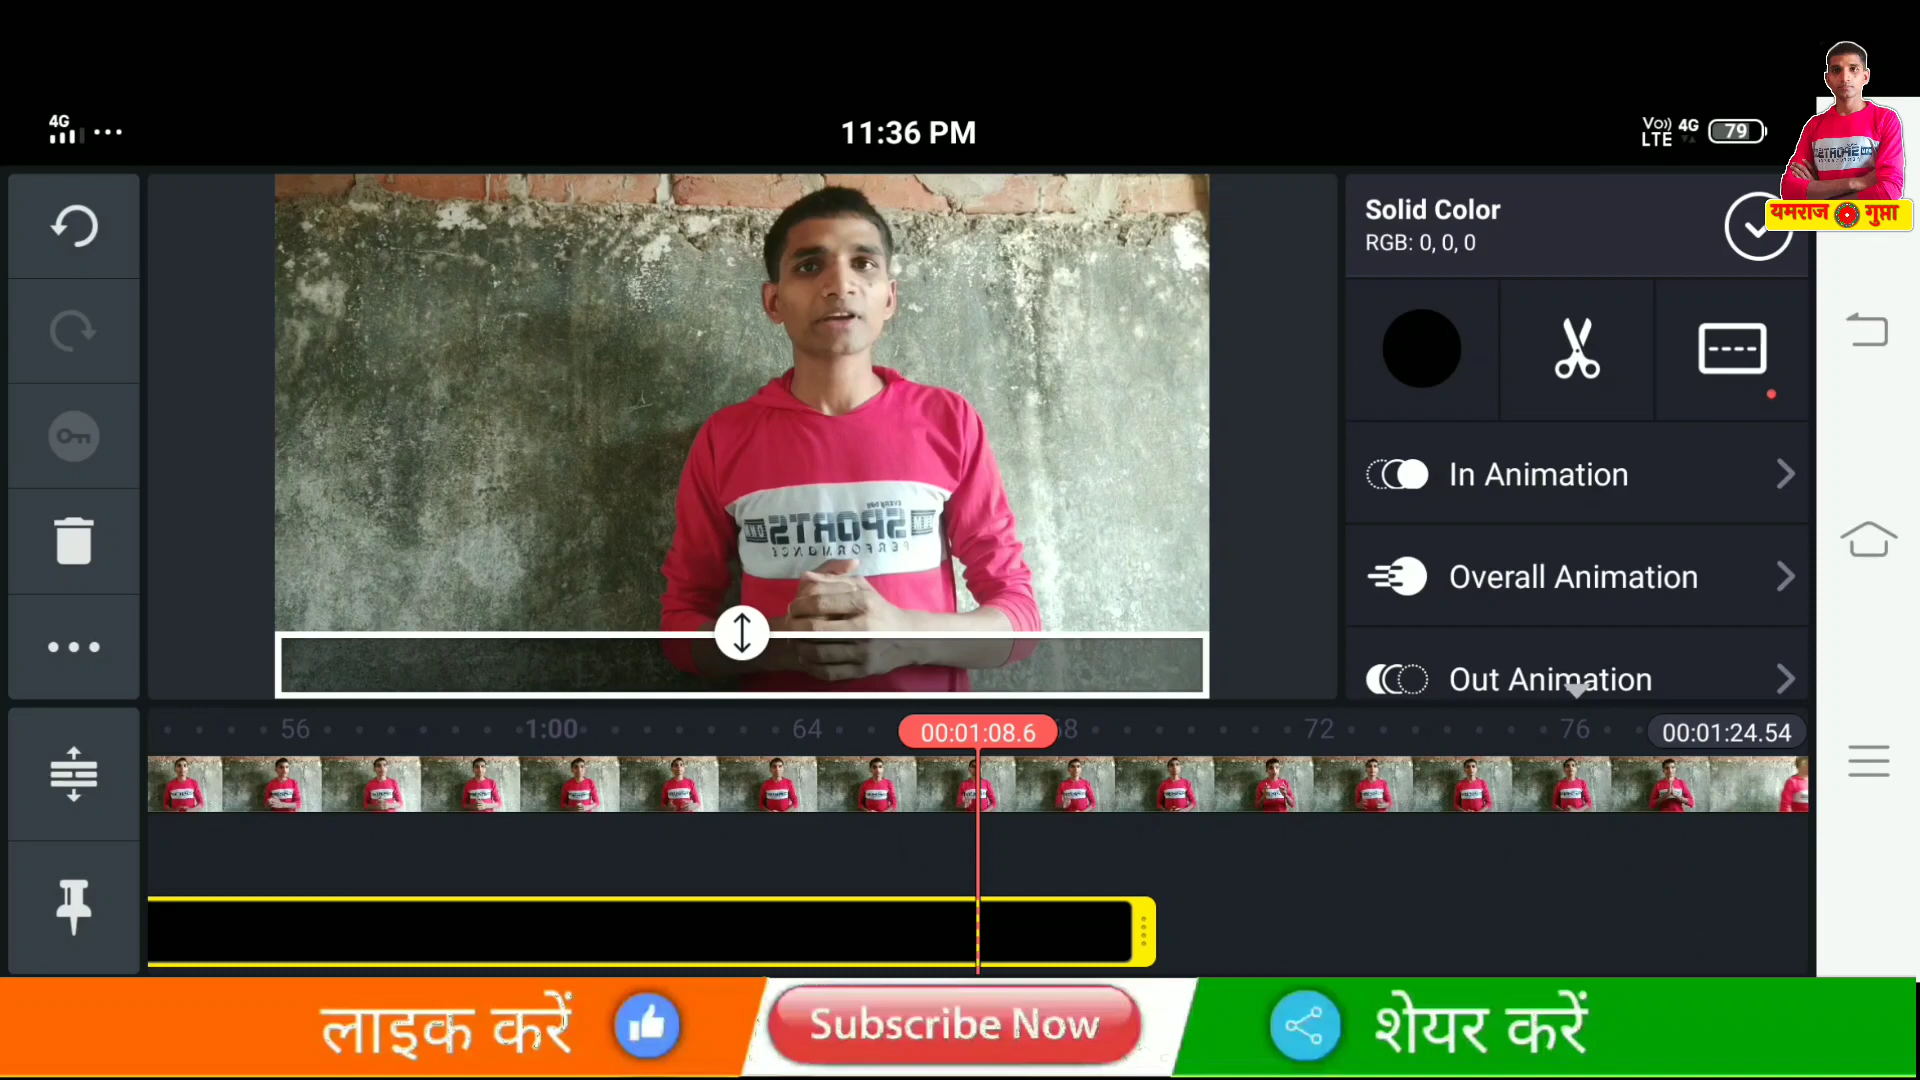 4G
11:36 PM
Vo)) LTE 4G 79
यमराज गुप्ता
Solid Color
RGB: 0, 0, 0
In Animation
Overall Animation
Out Animation
SPORTS
PERFORMANCE
56 1:00 64 00:01:08.6 68 72 76 00:01:24.54
लाइक करें
Subscribe Now
शेयर करें